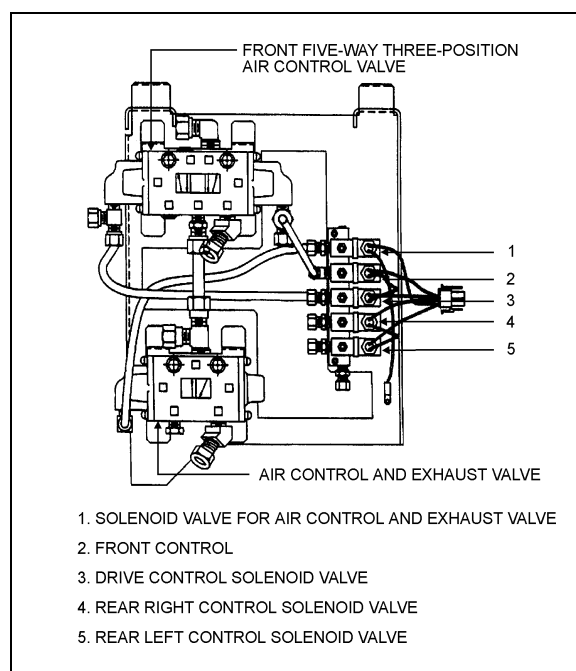 FRONT FIVE-WAY THREE-POSITION
AIR CONTROL VALVE
1
2
3
4
5
AIR CONTROL AND EXHAUST VALVE
1. SOLENOID VALVE FOR AIR CONTROL AND EXHAUST VALVE
2. FRONT CONTROL
3. DRIVE CONTROL SOLENOID VALVE
4. REAR RIGHT CONTROL SOLENOID VALVE
5. REAR LEFT CONTROL SOLENOID VALVE